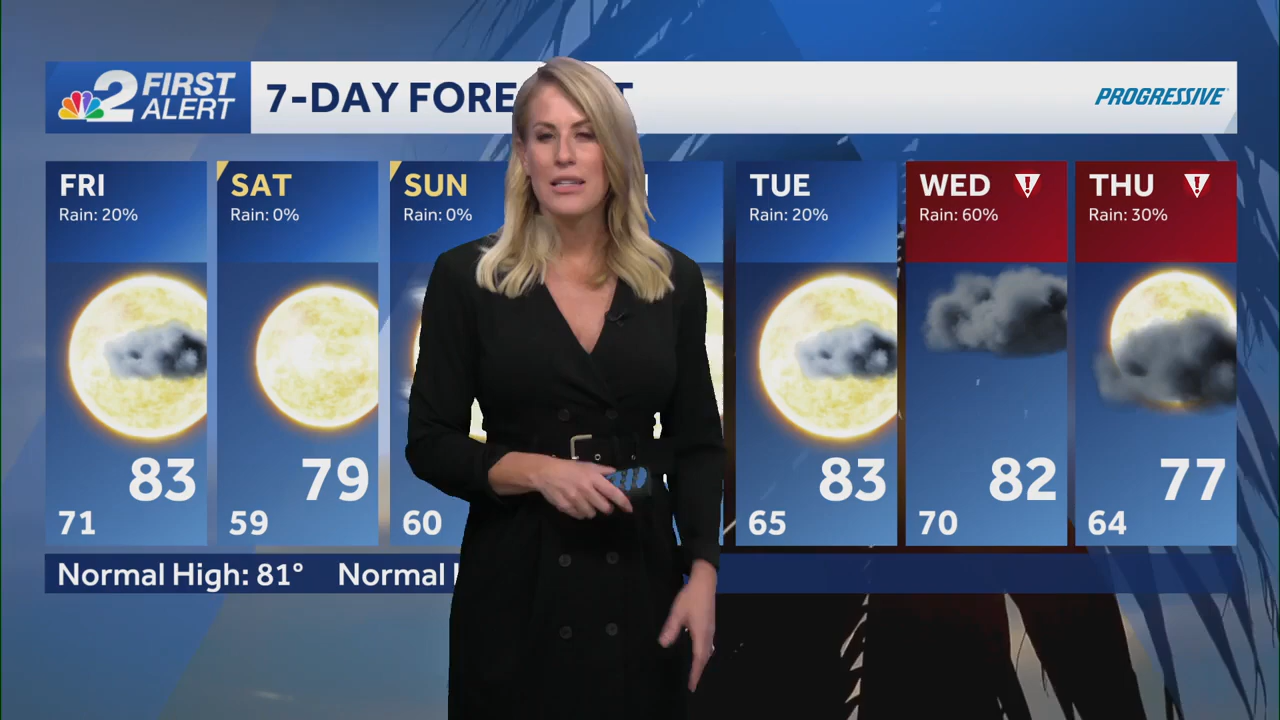 2 FIRST ALERT
7-DAY FORE
PROGRESSIVE
FRI
Rain: 20%
83
71
SAT
Rain: 0%
79
59
SUN
Rain: 0%
60
TUE
Rain: 20%
83
65
WED
Rain: 60%
82
70
THU
Rain: 30%
77
64
Normal High: 81° Normal